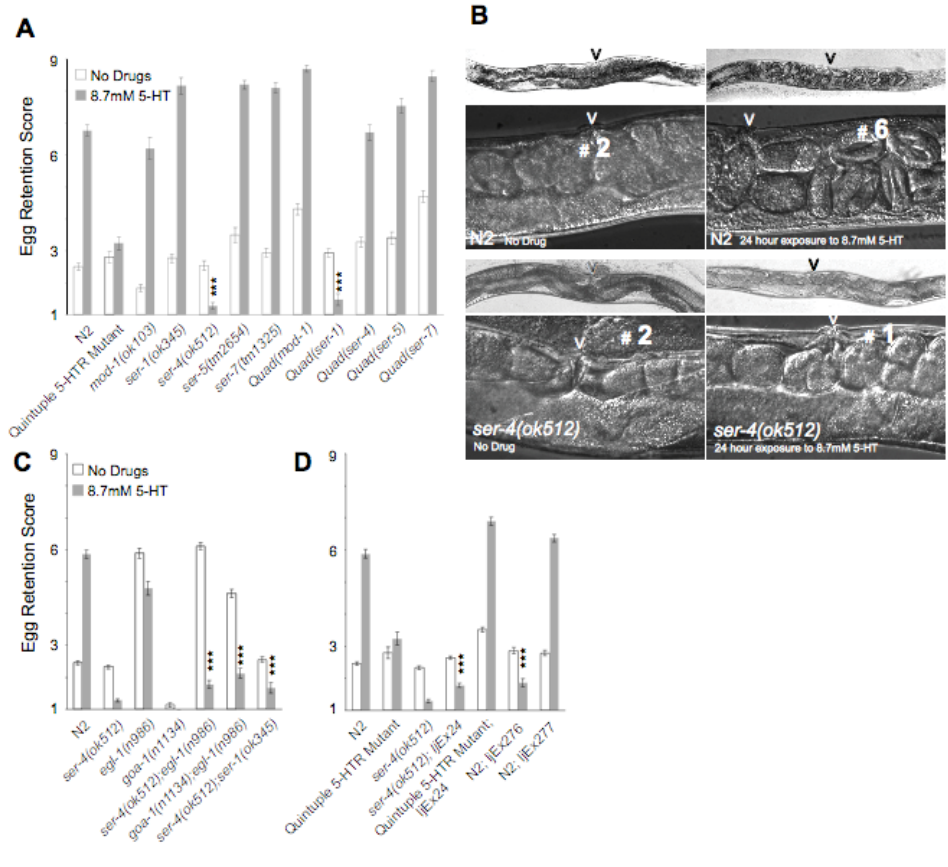 A
Egg Retention Score
9
6
3
1
No Drugs
8.7mM 5-HT
***
***
N2
Quintuple 5-HTR Mutant
mod-1(ok103)
ser-1(ok345)
ser-4(ok512)
ser-5(tm2654)
ser-7(tm1325)
Quad(mod-1)
Quad(ser-1)
Quad(ser-4)
Quad(ser-5)
Quad(ser-7)
B
V
V
V
# 2
N2 No Drug
V
# 6
N2 24 hour exposure to 8.7mM 5-HT
V
V
V
# 2
ser-4(ok512)
No Drug
V
# 1
ser-4(ok512)
24 hour exposure to 8.7mM 5-HT
C
Egg Retention Score
9
6
3
1
No Drugs
8.7mM 5-HT
***
***
***
N2
ser-4(ok512)
egl-1(n986)
goa-1(n1134)
ser-4(ok512);egl-1(n986)
goa-1(n1134);egl-1(n986)
ser-4(ok512);ser-1(ok345)
D
9
6
3
1
***
***
N2
Quintuple 5-HTR Mutant
ser-4(ok512)
ser-4(ok512); ljEx24
Quintuple 5-HTR Mutant;
ljEx24
N2; ljEx276
N2; ljEx277